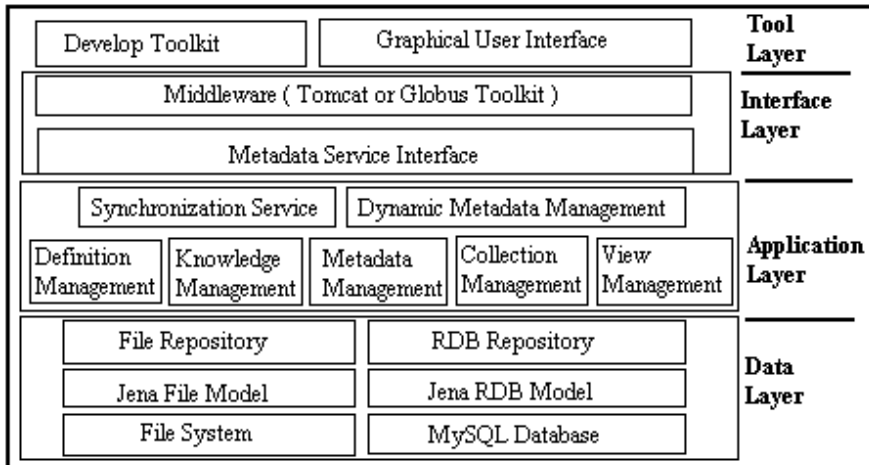 Develop Toolkit
Graphical User Interface
Tool
Layer
Middleware ( Tomcat or Globus Toolkit )
Metadata Service Interface
Interface
Layer
Synchronization Service
Dynamic Metadata Management
Definition
Management
Knowledge
Management
Metadata
Management
Collection
Management
View
Management
Application
Layer
File Repository
RDB Repository
Jena File Model
Jena RDB Model
File System
MySQL Database
Data
Layer